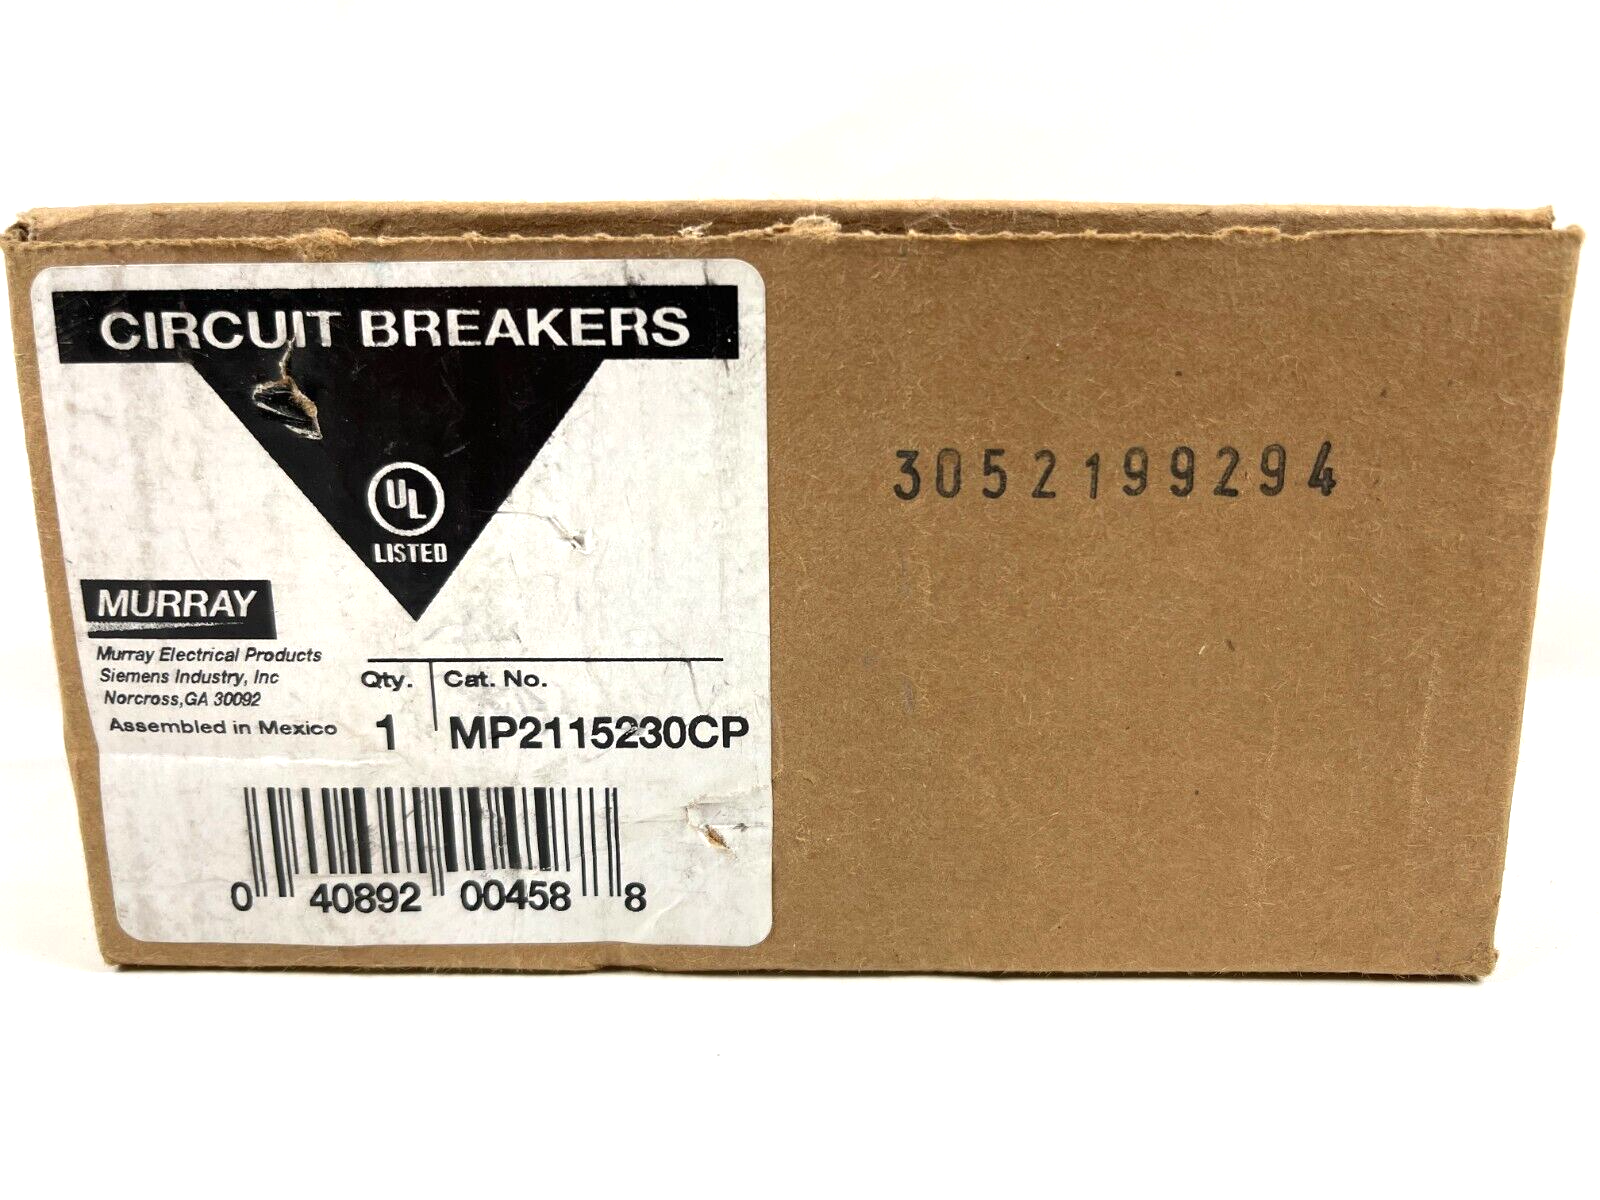 CIRCUIT BREAKERS
UL
LISTED
MURRAY
Murray Electrical Products
Siemens Industry, Inc
Norcross,GA 30092
Assembled in Mexico
Qty. Cat. No.
1 MP2115230CP
0 40892 00458 8
3052199294